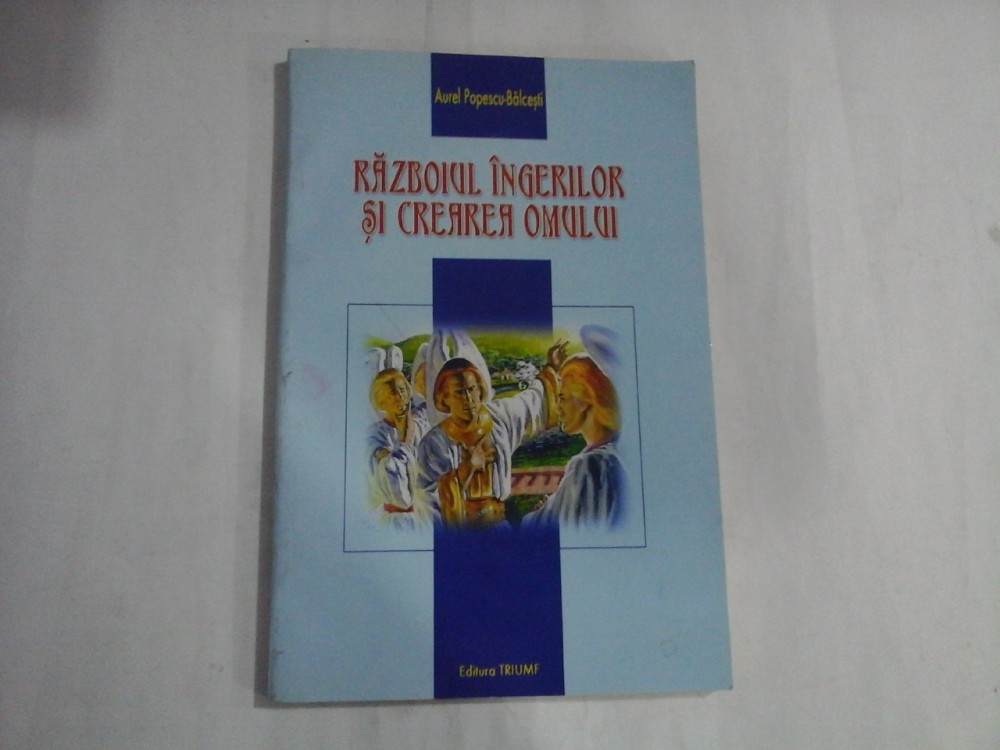 Aurel Popescu-Bălcești
RĂZBOIUL ÎNGERILOR
ȘI CREAREA OMULUI
Editura TRIUMF